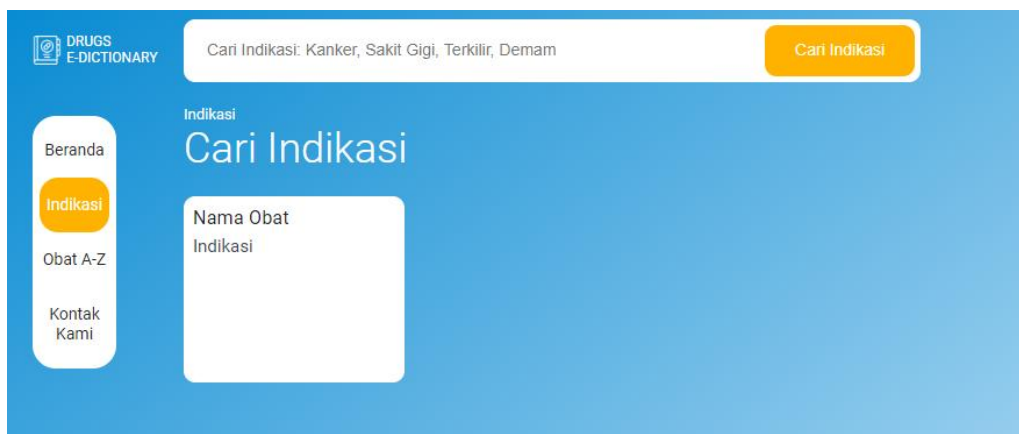 DRUGS
E-DICTIONARY
Cari Indikasi: Kanker, Sakit Gigi, Terkilir, Demam
Cari Indikasi
Beranda
Indikasi
Obat A-Z
Kontak
Kami
Indikasi
Cari Indikasi
Nama Obat
Indikasi